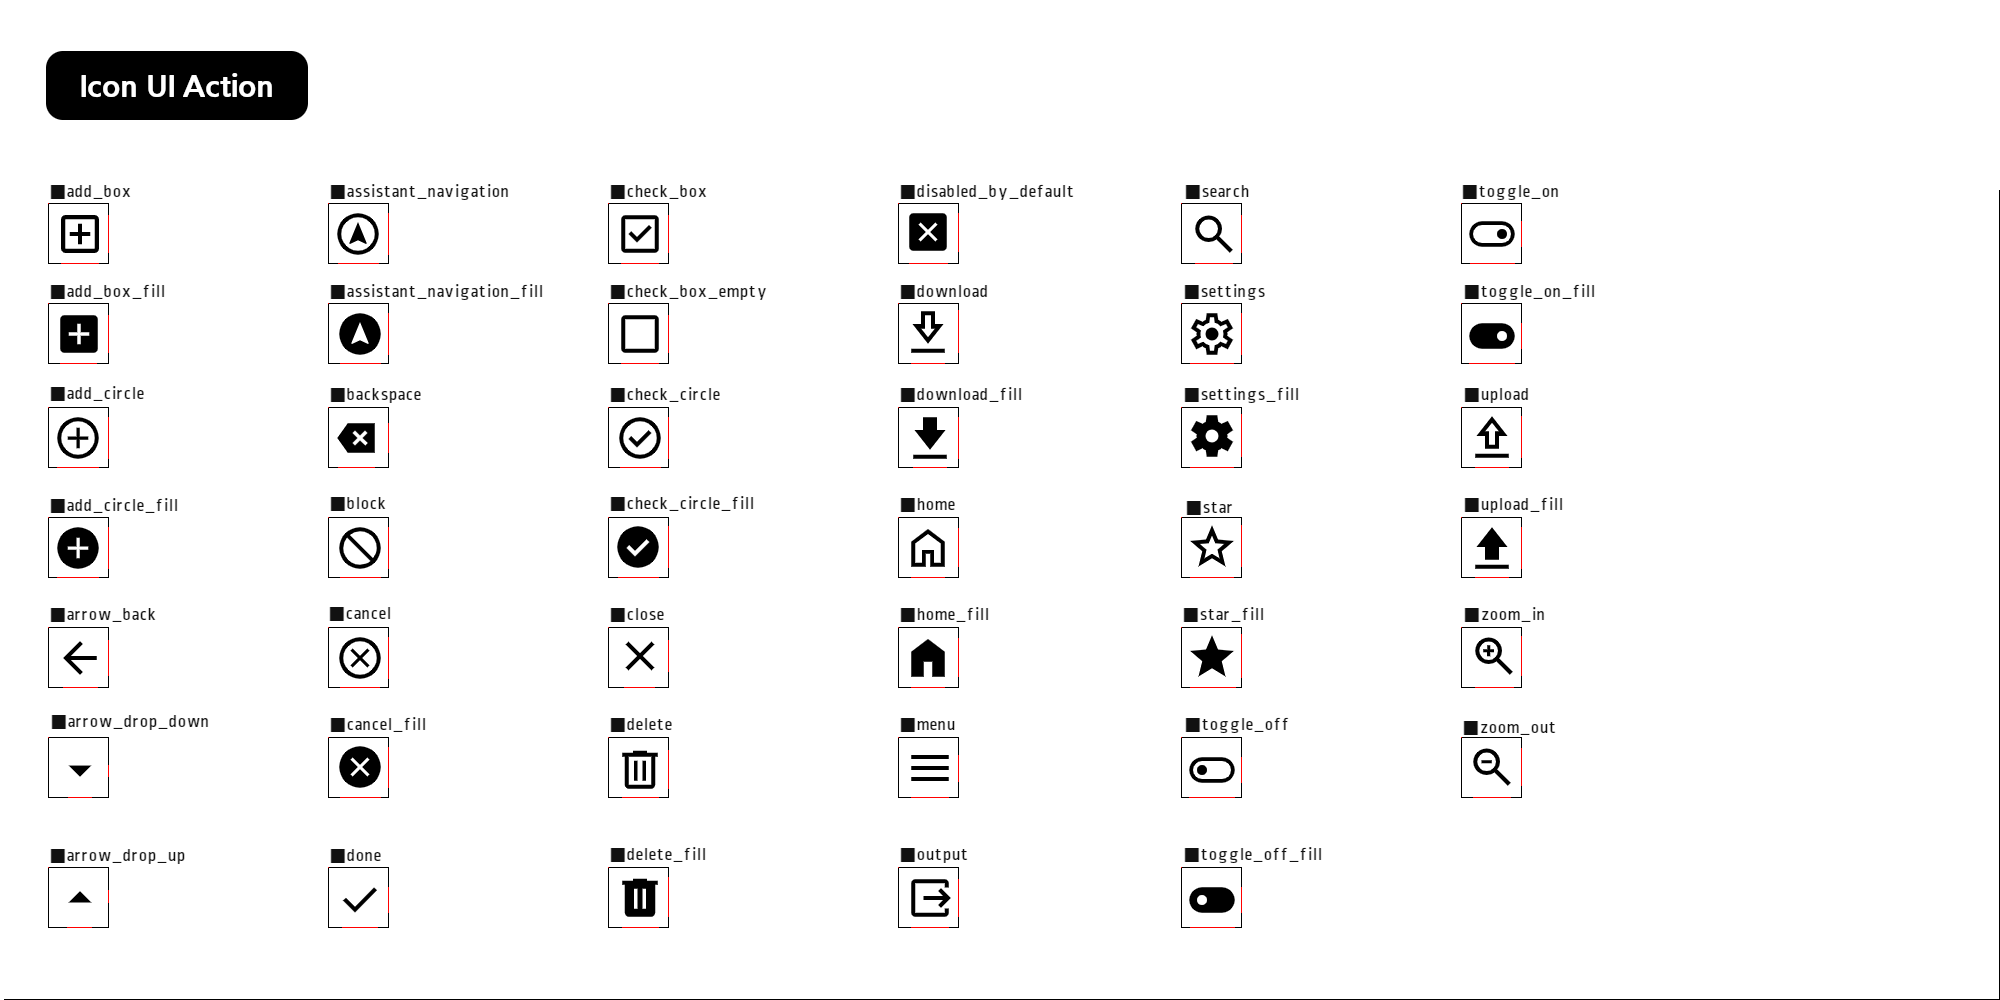 Icon UI Action
■add_box
■assistant_navigation
■check_box
■disabled_by_default
■search
■toggle_on
■add_box_fill
■assistant_navigation_fill
■check_box_empty
■download
■settings
■toggle_on_fill
■add_circle
■backspace
■check_circle
■download_fill
■settings_fill
■upload
■add_circle_fill
■block
■check_circle_fill
■home
■star
■upload_fill
■arrow_back
■cancel
■close
■home_fill
■star_fill
■zoom_in
■arrow_drop_down
■cancel_fill
■delete
■menu
■toggle_off
■zoom_out
■arrow_drop_up
■done
■delete_fill
■output
■toggle_off_fill